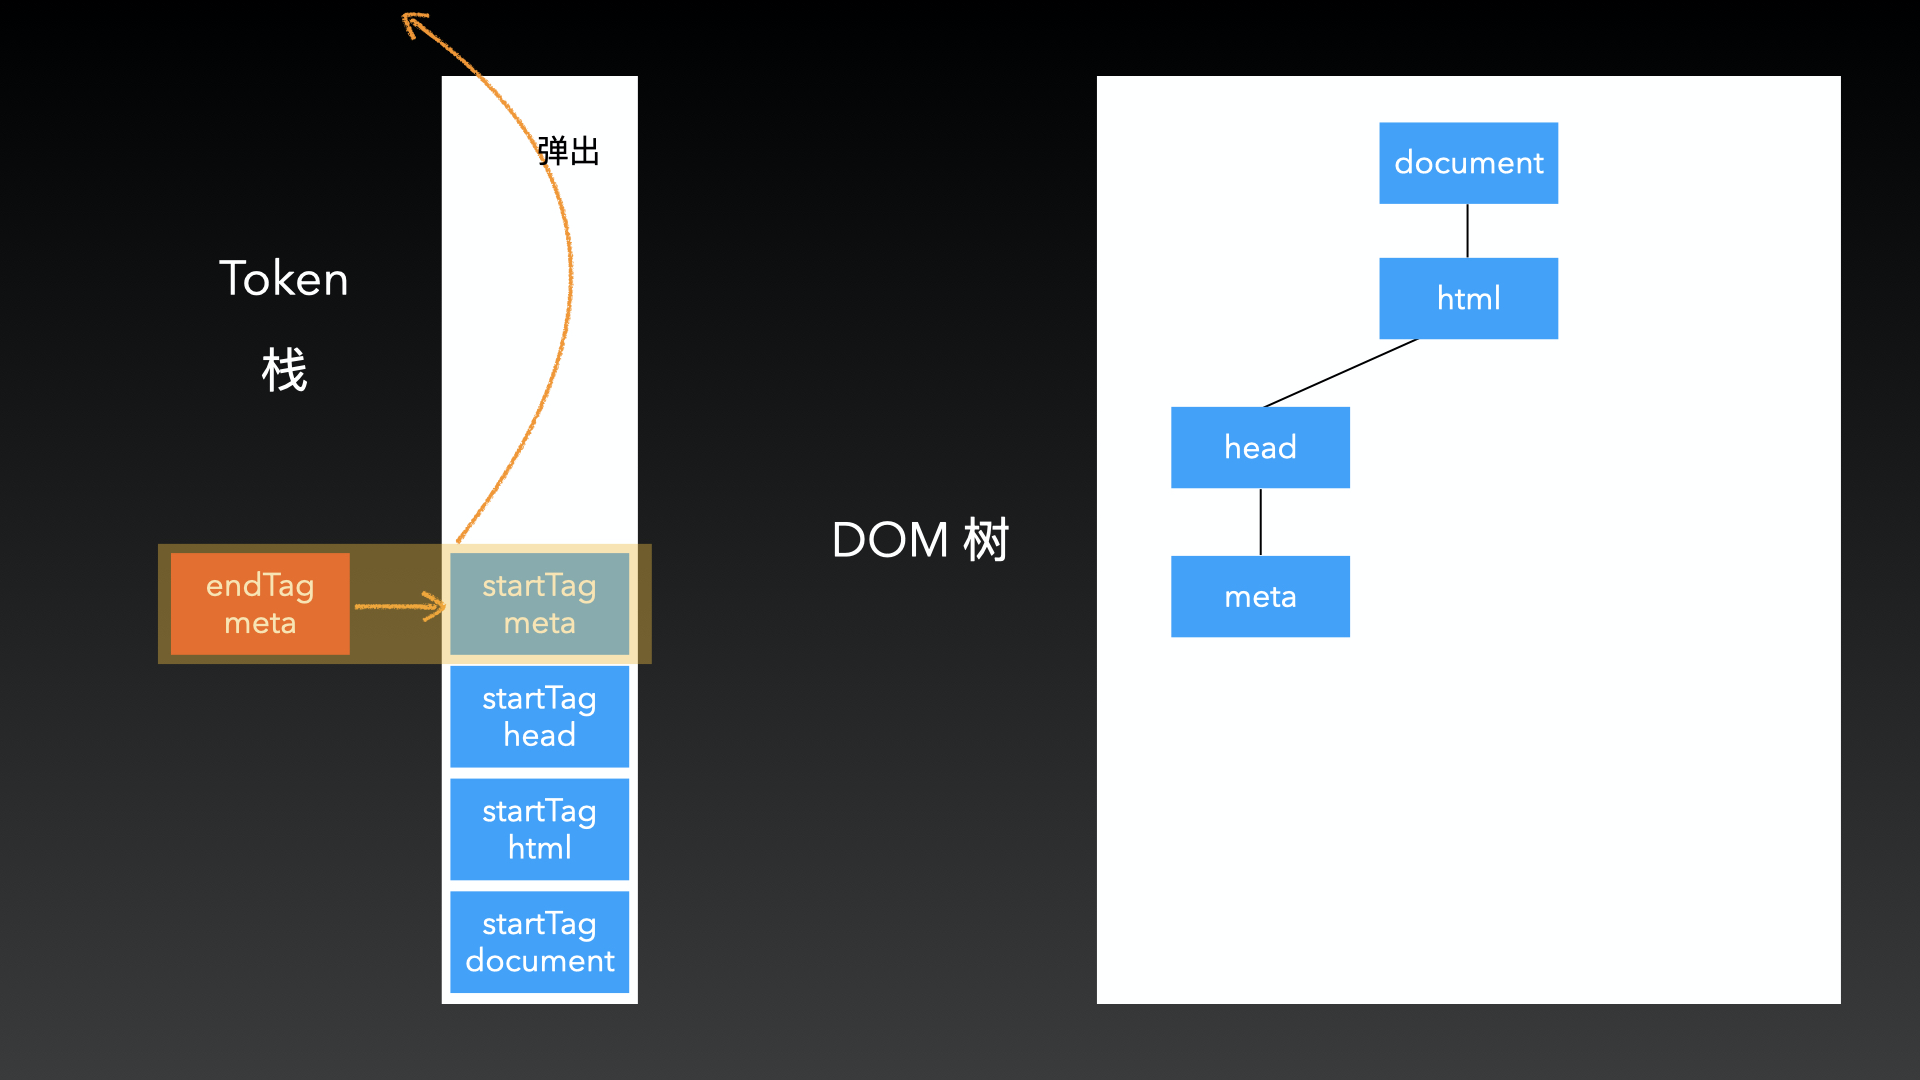 弹出
Token
栈
endTag
meta
startTag
meta
startTag
head
startTag
html
startTag
document
DOM 树
document
html
head
meta